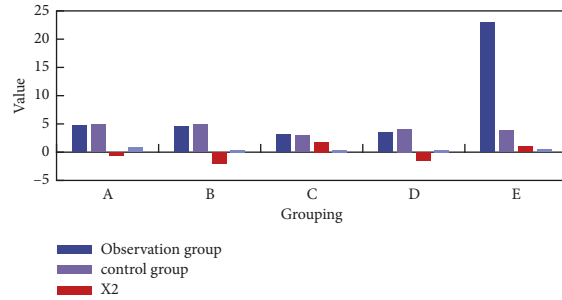 25
20
15
10
5
0
−5
Value
A B C D E
Grouping
Observation group
control group
X2